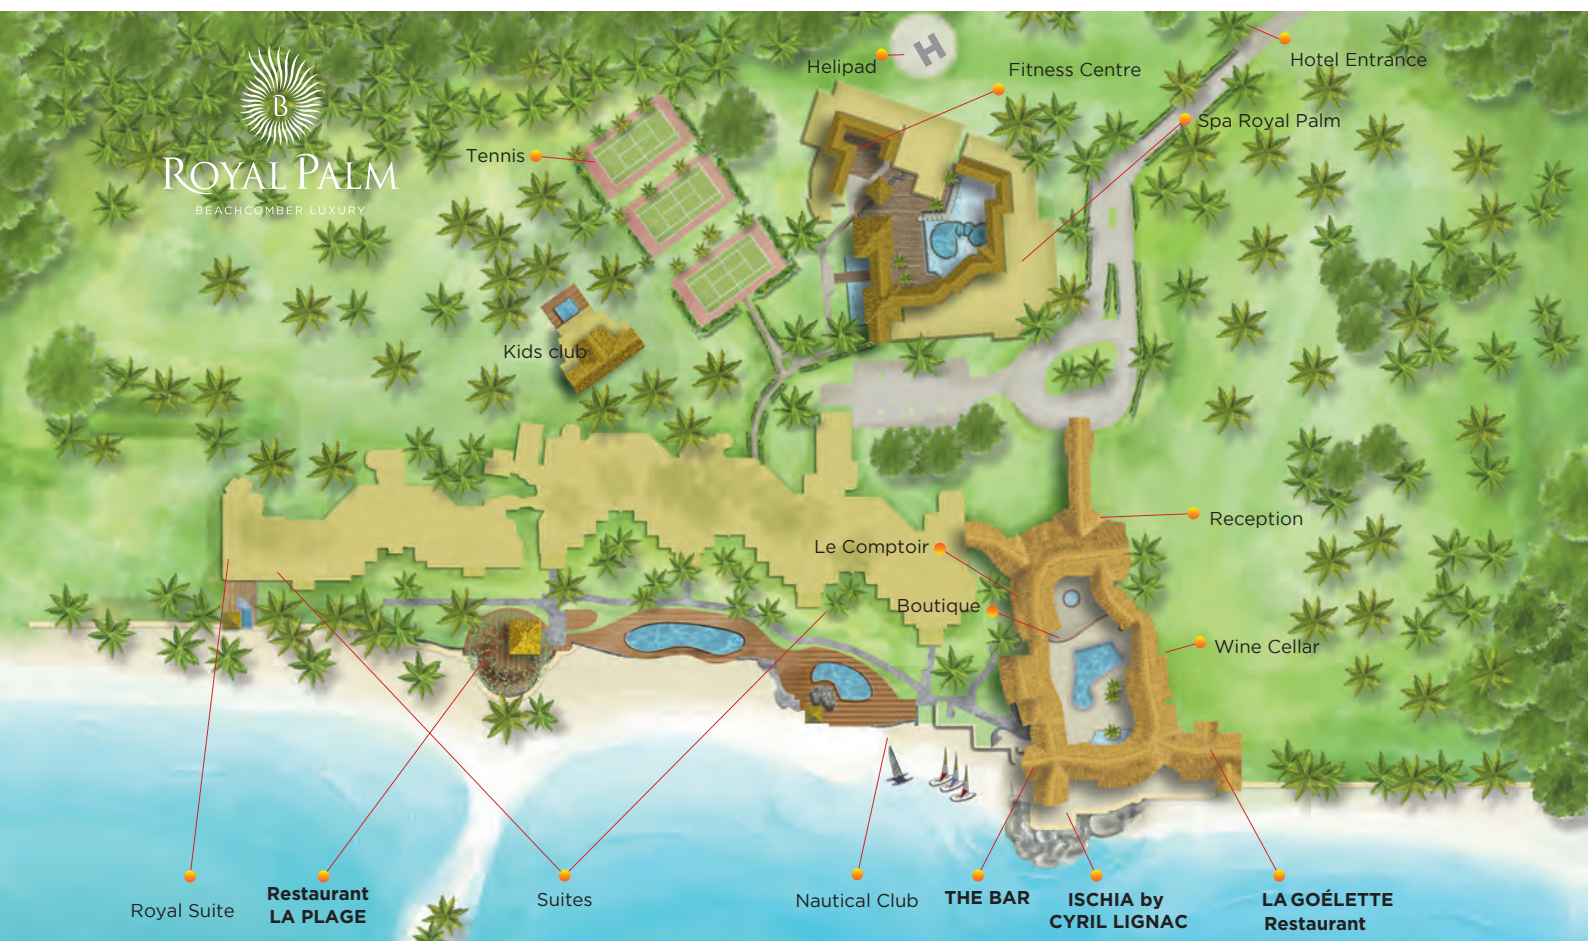 B
ROYAL PALM
BEACHCOMBER LUXURY
Helipad
H
Hotel Entrance
Fitness Centre
Spa Royal Palm
Tennis
Kids club
Reception
Le Comptoir
Boutique
Wine Cellar
Royal Suite
Restaurant
LA PLAGE
Suites
Nautical Club
THE BAR
ISCHIA by
CYRIL LIGNAC
LA GOÉLETTE
Restaurant